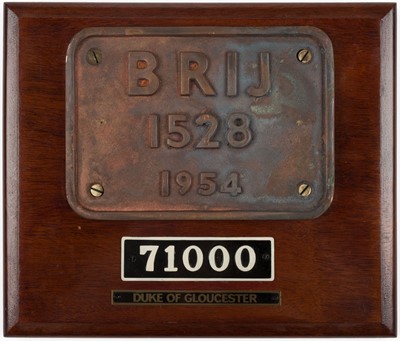 BRIJ
1528
1954
71000
DUKE OF GLOUCESTER